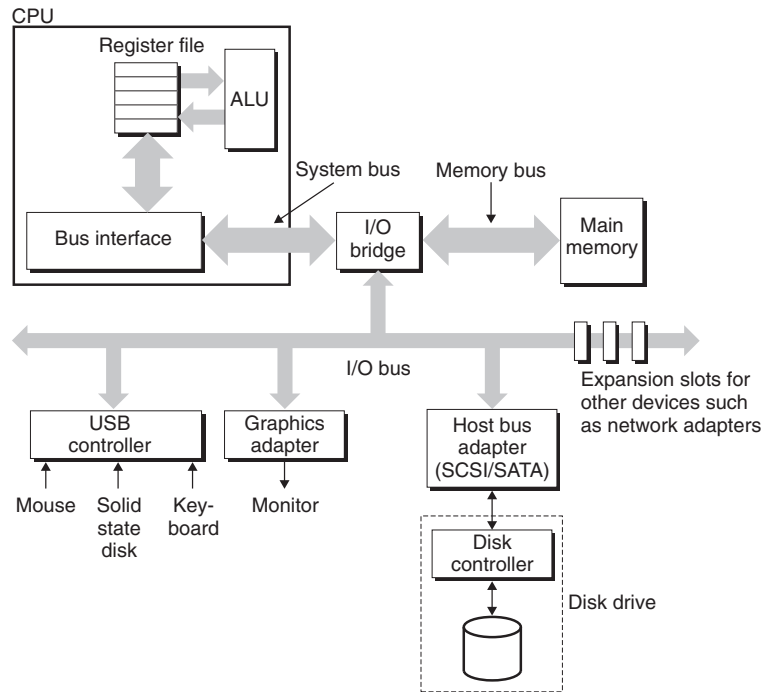 CPU
Register file
ALU
System bus
Memory bus
Bus interface
I/O
bridge
Main
memory
I/O bus
Expansion slots for
other devices such
as network adapters
USB
controller
Graphics
adapter
Host bus
adapter
(SCSI/SATA)
Mouse
Solid
state
disk
Key-
board
Monitor
Disk
controller
Disk drive